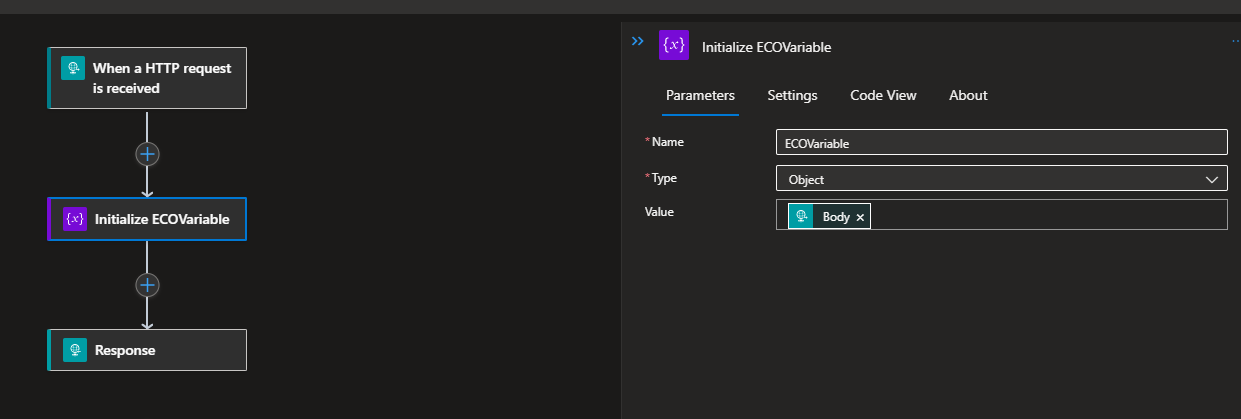 When a HTTP request
is received
{x} Initialize ECOVariable
Response
{x} Initialize ECOVariable
Parameters Settings Code View About
*Name ECOVariable
*Type Object
Value Body ×